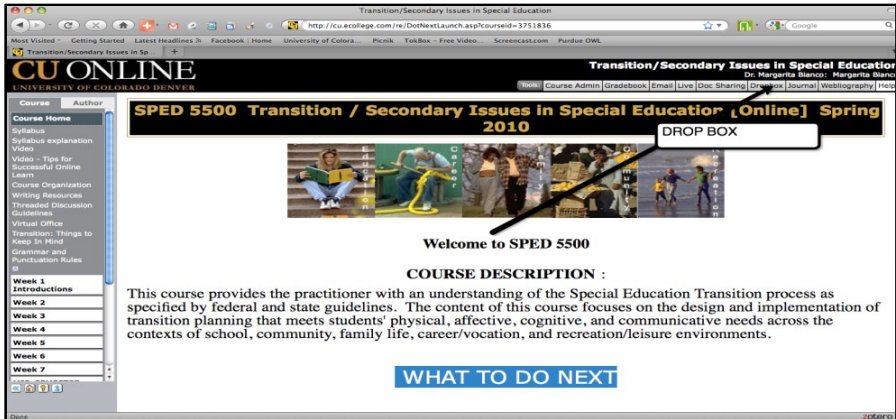 Transition/Secondary Issues in Special Education
http://cu.ecollege.com/re/DotNextLaunch.asp?courseid=3751836
Google
Most Visited Getting Started Latest Headlines Facebook | Home University of Colora... Picnik TokBox - Free Video... Screencast.com Purdue OWL
Transition/Secondary Issues in Sp...
CU ONLINE
UNIVERSITY OF COLORADO DENVER
Transition/Secondary Issues in Special Education
Dr. Margarita Bianco: Margarita Bianc
Tools: Course Admin Gradebook Email Live Doc Sharing Dropbox Journal Webliography Help
Course Author
Course Home
Syllabus
Syllabus explanation
Video
Video - Tips for
Successful Online
Learn
Course Organization
Writing Resources
Threaded Discussion
Guidelines
Virtual Office
Transition: Things to
Keep In Mind
Grammar and
Punctuation Rules
Week 1
Introductions
Week 2
Week 3
Week 4
Week 5
Week 6
Week 7
SPED 5500 Transition / Secondary Issues in Special Education [Online] Spring
2010
DROP BOX
Education
Career
Family
Community
Recreation
Welcome to SPED 5500
COURSE DESCRIPTION :
This course provides the practitioner with an understanding of the Special Education Transition process as
specified by federal and state guidelines. The content of this course focuses on the design and implementation of
transition planning that meets students' physical, affective, cognitive, and communicative needs across the
contexts of school, community, family life, career/vocation, and recreation/leisure environments.
WHAT TO DO NEXT
Done
zotero